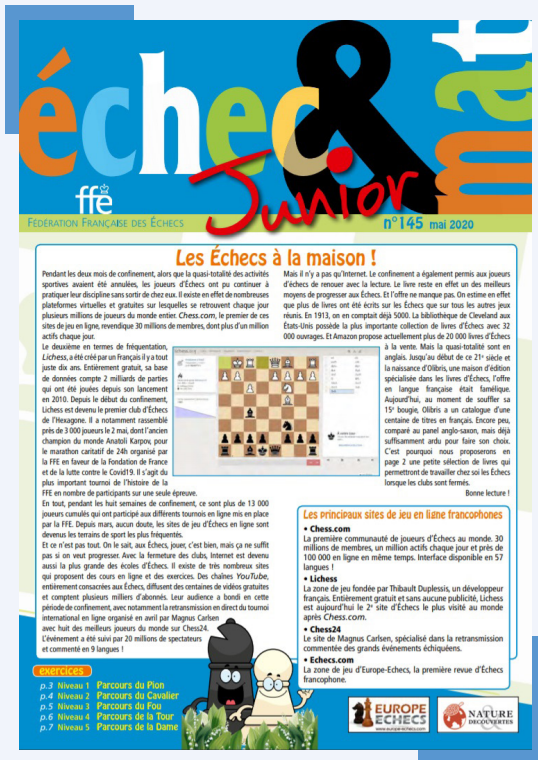 échec & mat
Junior
ffe
FÉDÉRATION FRANÇAISE DES ÉCHECS
n°145 mai 2020
Les Échecs à la maison !
Pendant les deux mois de confinement, alors que la quasi-totalité des activités
sportives avaient été annulées, les joueurs d'Échecs ont pu continuer à
pratiquer leur discipline sans sortir de chez eux. Il existe en effet de nombreuses
plateformes virtuelles et gratuites sur lesquelles se retrouvent chaque jour
plusieurs millions de joueurs du monde entier. Chess.com, le premier de ces
sites de jeu en ligne, revendique 30 millions de membres, dont plus d'un million
actifs chaque jour.
Le deuxième en termes de fréquentation,
Lichess, a été créé par un Français il y a tout
juste dix ans. Entièrement gratuit, sa base
de données compte 2 milliards de parties
qui ont été jouées depuis son lancement
en 2010. Depuis le début du confinement,
Lichess est devenu le premier club d'Échecs
de l'Hexagone. Il a notamment rassemblé
près de 3 000 joueurs le 2 mai, dont l'ancien
champion du monde Anatoli Karpov, pour
le marathon caritatif de 24h organisé par
la FFE en faveur de la Fondation de France
et de la lutte contre le Covid19. Il s'agit du
plus important tournoi de l'histoire de la
FFE en nombre de participants sur une seule épreuve.
En tout, pendant les huit semaines de confinement, ce sont plus de 13 000
joueurs cumulés qui ont participé aux différents tournois en ligne mis en place
par la FFE. Depuis mars, aucun doute, les sites de jeu d'Échecs en ligne sont
devenus les terrains de sport les plus fréquentés.
Et ce n'est pas tout. On le sait, aux Échecs, jouer, c'est bien, mais ça ne suffit
pas si on veut progresser. Avec la fermeture des clubs, Internet est devenu
aussi la plus grande des écoles d'Échecs. Il existe de très nombreux sites
qui proposent des cours en ligne et des exercices. Des chaînes YouTube,
entièrement consacrées aux Échecs, diffusent des centaines de vidéos gratuites
et comptent plusieurs milliers d'abonnés. Leur audience a bondi en cette
période de confinement, avec notamment la retransmission en direct du tournoi
international en ligne organisé en avril par Magnus Carlsen
avec huit des meilleurs joueurs du monde sur Chess24.
L'événement a été suivi par 20 millions de spectateurs
et commenté en 9 langues !
Mais il n'y a pas qu'Internet. Le confinement a également permis aux joueurs
d'échecs de renouer avec la lecture. Le livre reste en effet un des meilleurs
moyens de progresser aux Échecs. Et l'offre ne manque pas. On estime en effet
que plus de livres ont été écrits sur les Échecs que sur tous les autres jeux
réunis. En 1913, on en comptait déjà 5000. La bibliothèque de Cleveland aux
États-Unis possède la plus importante collection de livres d'Échecs avec 32
000 ouvrages. Et Amazon propose actuellement plus de 20 000 livres d'Échecs
à la vente. Mais la quasi-totalité sont en
anglais. Jusqu'au début de ce 21e siècle et
la naissance d'Olibris, une maison d'édition
spécialisée dans les livres d'Échecs, l'offre
en langue française était famélique.
Aujourd'hui, au moment de souffler sa
15e bougie, Olibris a un catalogue d'une
centaine de titres en français. Encore peu,
comparé au panel anglo-saxon, mais déjà
suffisamment ardu pour faire son choix.
C'est pourquoi nous proposerons en
page 2 une petite sélection de livres qui
permettront de travailler chez soi les Échecs
lorsque les clubs sont fermés.
Bonne lecture !
Les principaux sites de jeu en ligne francophones
• Chess.com
La première communauté de joueurs d'Échecs au monde. 30
millions de membres, un million actifs chaque jour et près de
100 000 en ligne en même temps. Interface disponible en 57
langues !
• Lichess
La zone de jeu fondée par Thibault Duplessis, un développeur
français. Entièrement gratuit et sans aucune publicité, Lichess
est aujourd'hui le 2e site d'Échecs le plus visité au monde
après Chess.com.
• Chess24
Le site de Magnus Carlsen, spécialisé dans la retransmission
commentée des grands événements échiquéens.
• Echecs.com
La zone de jeu d'Europe-Echecs, la première revue d'Échecs
francophone.
exercices
p.3 Niveau 1 Parcours du Pion
p.4 Niveau 2 Parcours du Cavalier
p.5 Niveau 3 Parcours du Fou
p.6 Niveau 4 Parcours de la Tour
p.7 Niveau 5 Parcours de la Dame
EUROPE
ECHECS
www.europe-echecs.com
NATURE
DECOUVERTES